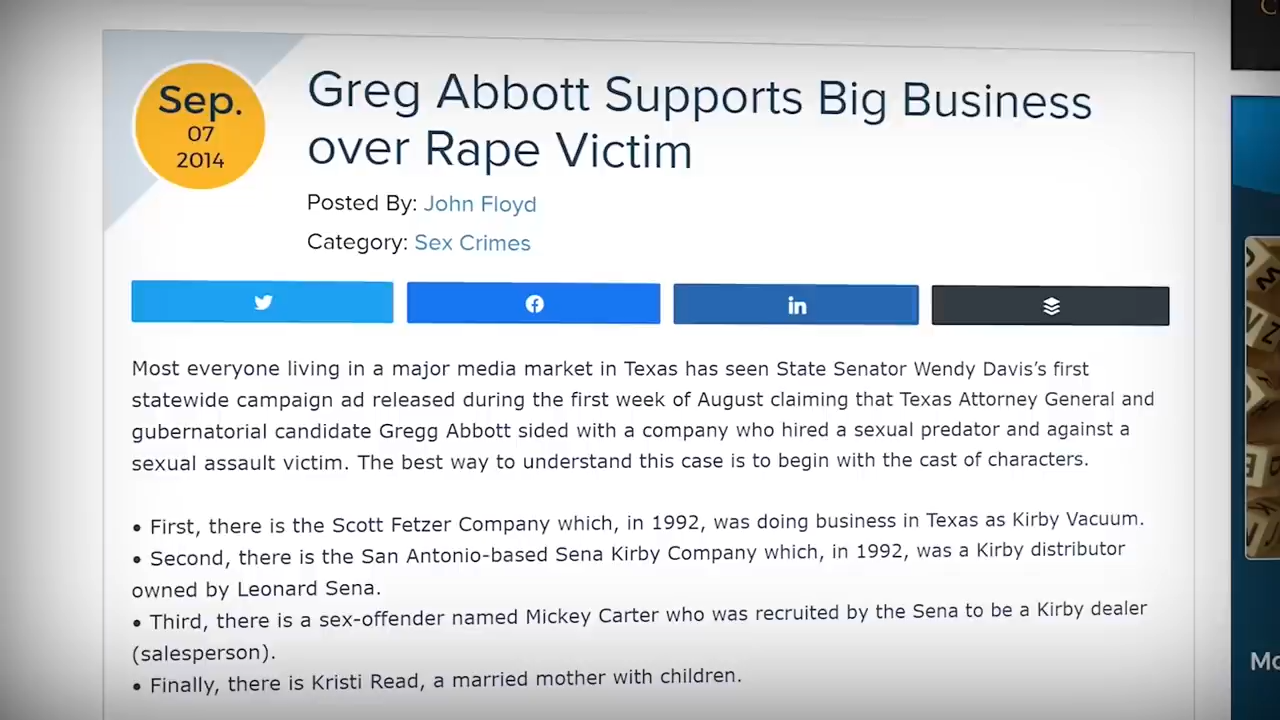 Sep.
07
2014
Greg Abbott Supports Big Business
over Rape Victim
Posted By: John Floyd
Category: Sex Crimes
in
Most everyone living in a major media market in Texas has seen State Senator Wendy Davis's first
statewide campaign ad released during the first week of August claiming that Texas Attorney General and
gubernatorial candidate Gregg Abbott sided with a company who hired a sexual predator and against a
sexual assault victim. The best way to understand this case is to begin with the cast of characters.
• First, there is the Scott Fetzer Company which, in 1992, was doing business in Texas as Kirby Vacuum.
• Second, there is the San Antonio-based Sena Kirby Company which, in 1992, was a Kirby distributor
owned by Leonard Sena.
• Third, there is a sex-offender named Mickey Carter who was recruited by the Sena to be a Kirby dealer
(salesperson).
• Finally, there is Kristi Read, a married mother with children.